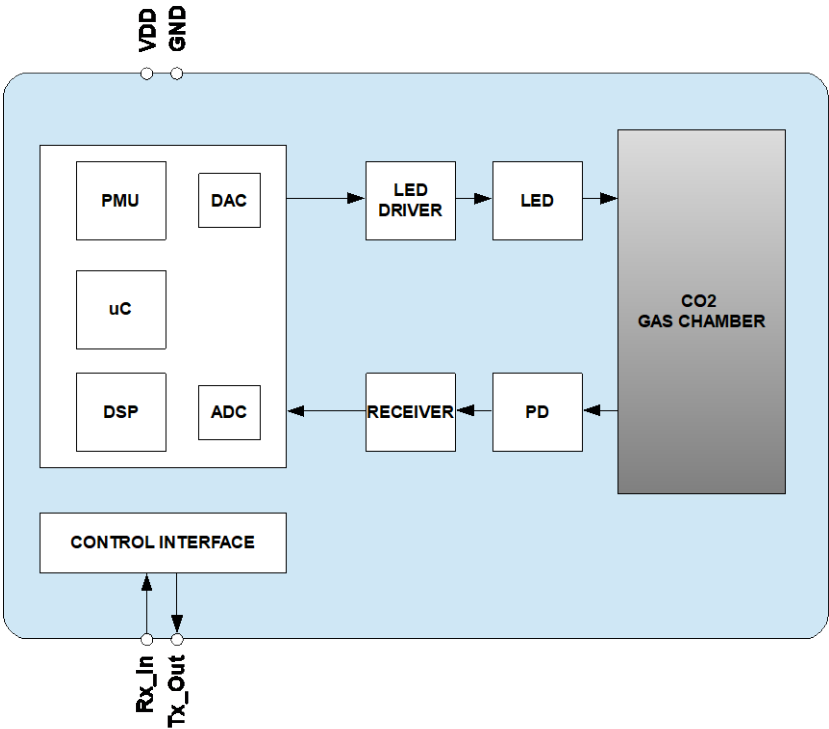 VDD
GND
PMU
DAC
LED
DRIVER
LED
CO2
GAS CHAMBER
uC
DSP
ADC
RECEIVER
PD
CONTROL INTERFACE
Rx_In
Tx_Out